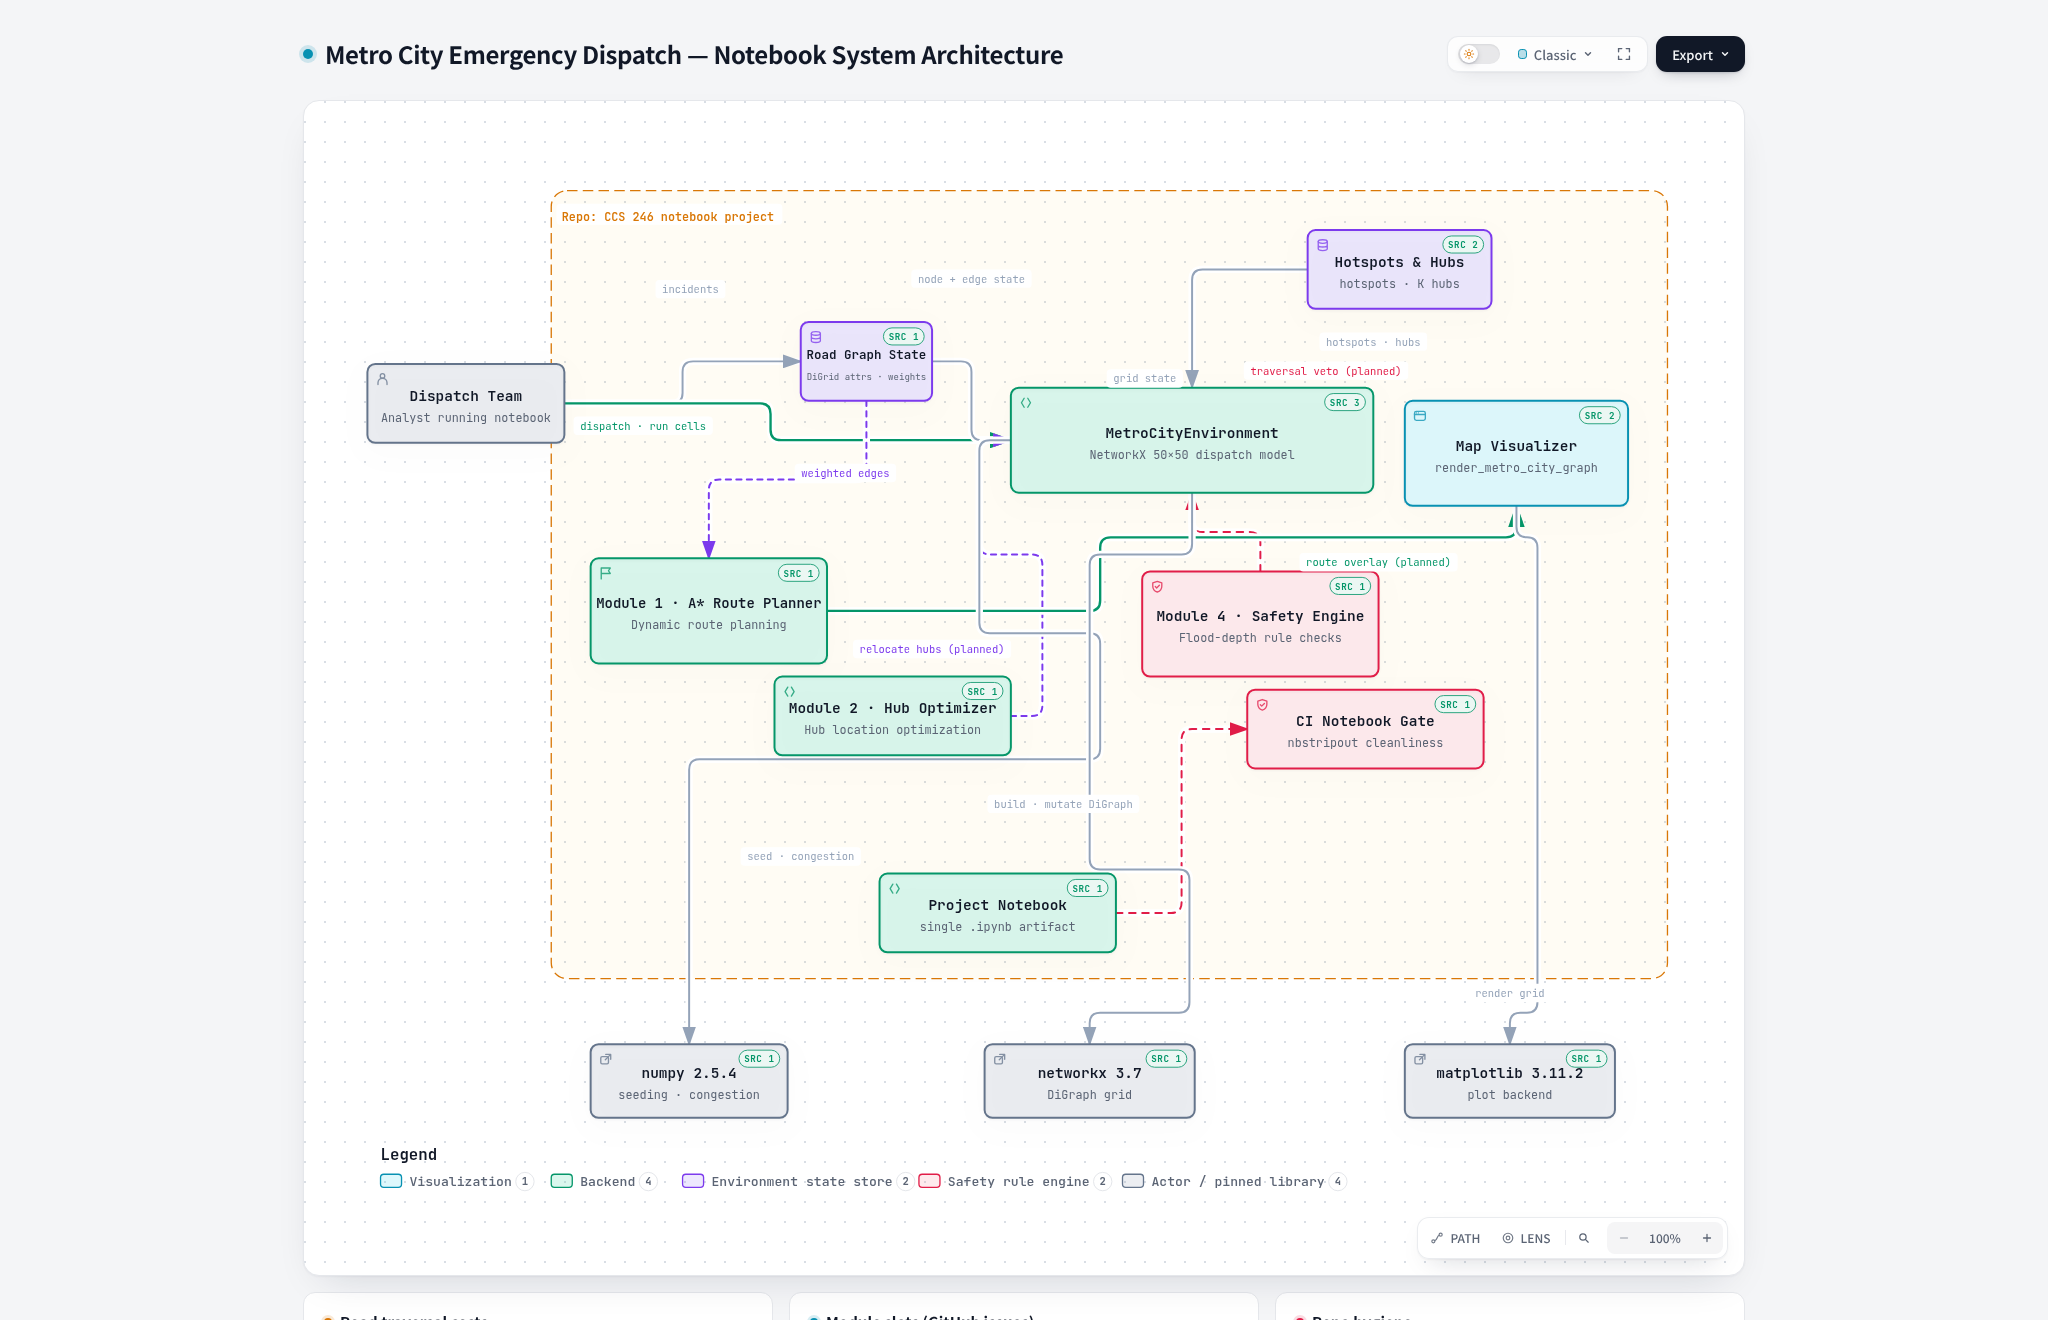 Metro City Emergency Dispatch — Notebook System Architecture
Classic
Export
Repo: CCS 246 notebook project
SRC 2
Hotspots & Hubs
hotspots · K hubs
node + edge state
incidents
SRC 1
Road Graph State
DiGrid attrs · weights
hotspots · hubs
traversal veto (planned)
grid state
Dispatch Team
Analyst running notebook
SRC 3
MetroCityEnvironment
NetworkX 50×50 dispatch model
SRC 2
Map Visualizer
render_metro_city_graph
dispatch · run cells
weighted edges
route overlay (planned)
SRC 1
Module 1 · A* Route Planner
Dynamic route planning
SRC 1
Module 4 · Safety Engine
Flood-depth rule checks
relocate hubs (planned)
SRC 1
Module 2 · Hub Optimizer
Hub location optimization
SRC 1
CI Notebook Gate
nbstripout cleanliness
build · mutate DiGraph
seed · congestion
SRC 1
Project Notebook
single .ipynb artifact
render grid
SRC 1
numpy 2.5.4
seeding · congestion
SRC 1
networkx 3.7
DiGraph grid
SRC 1
matplotlib 3.11.2
plot backend
Legend
Visualization 1 Backend 4 Environment state store 2 Safety rule engine 2 Actor / pinned library 4
PATH LENS 100%